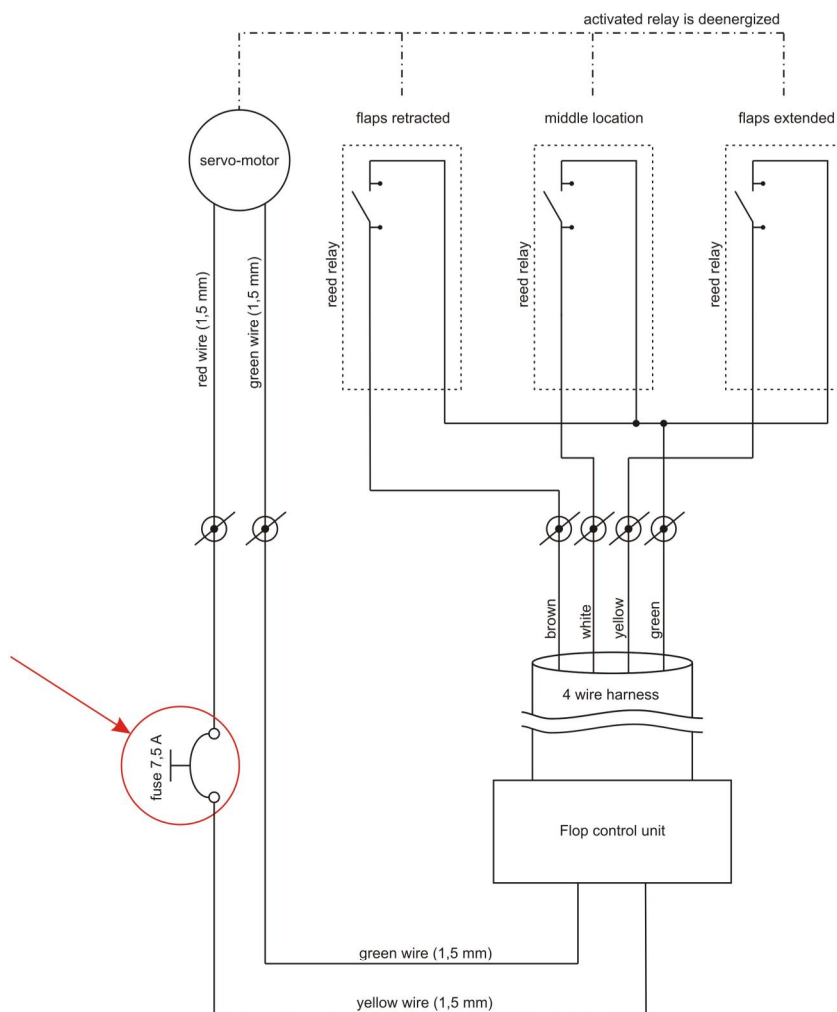 activated relay is deenergized
flaps retracted
middle location
flaps extended
servo-motor
reed relay
reed relay
reed relay
red wire (1,5 mm)
green wire (1,5 mm)
brown
white
yellow
green
4 wire harness
fuse 7,5 A
Flop control unit
green wire (1,5 mm)
yellow wire (1,5 mm)